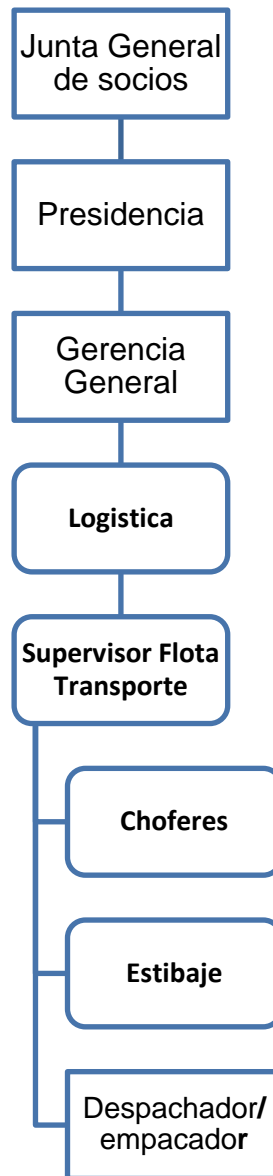 Junta General
de socios
Presidencia
Gerencia
General
Logistica
Supervisor Flota
Transporte
Choferes
Estibaje
Despachador/
empacador